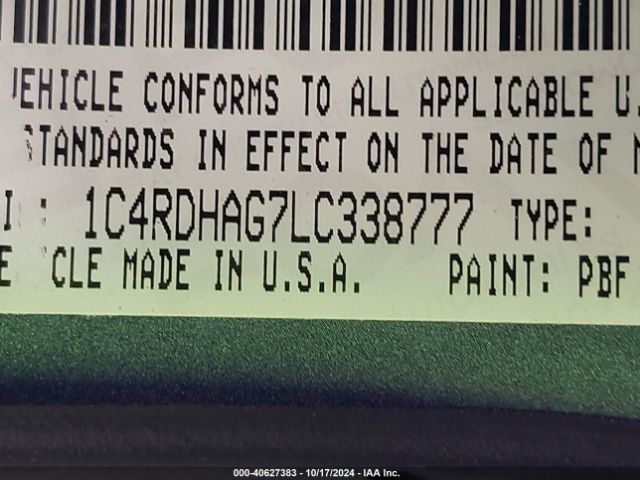 VEHICLE CONFORMS TO ALL APPLICABLE U.
STANDARDS IN EFFECT ON THE DATE OF M
I : 1C4RDHAG7LC338777 TYPE:
E CLE MADE IN U.S.A. PAINT: PBF
000-40627383 - 10/17/2024 - IAA Inc.